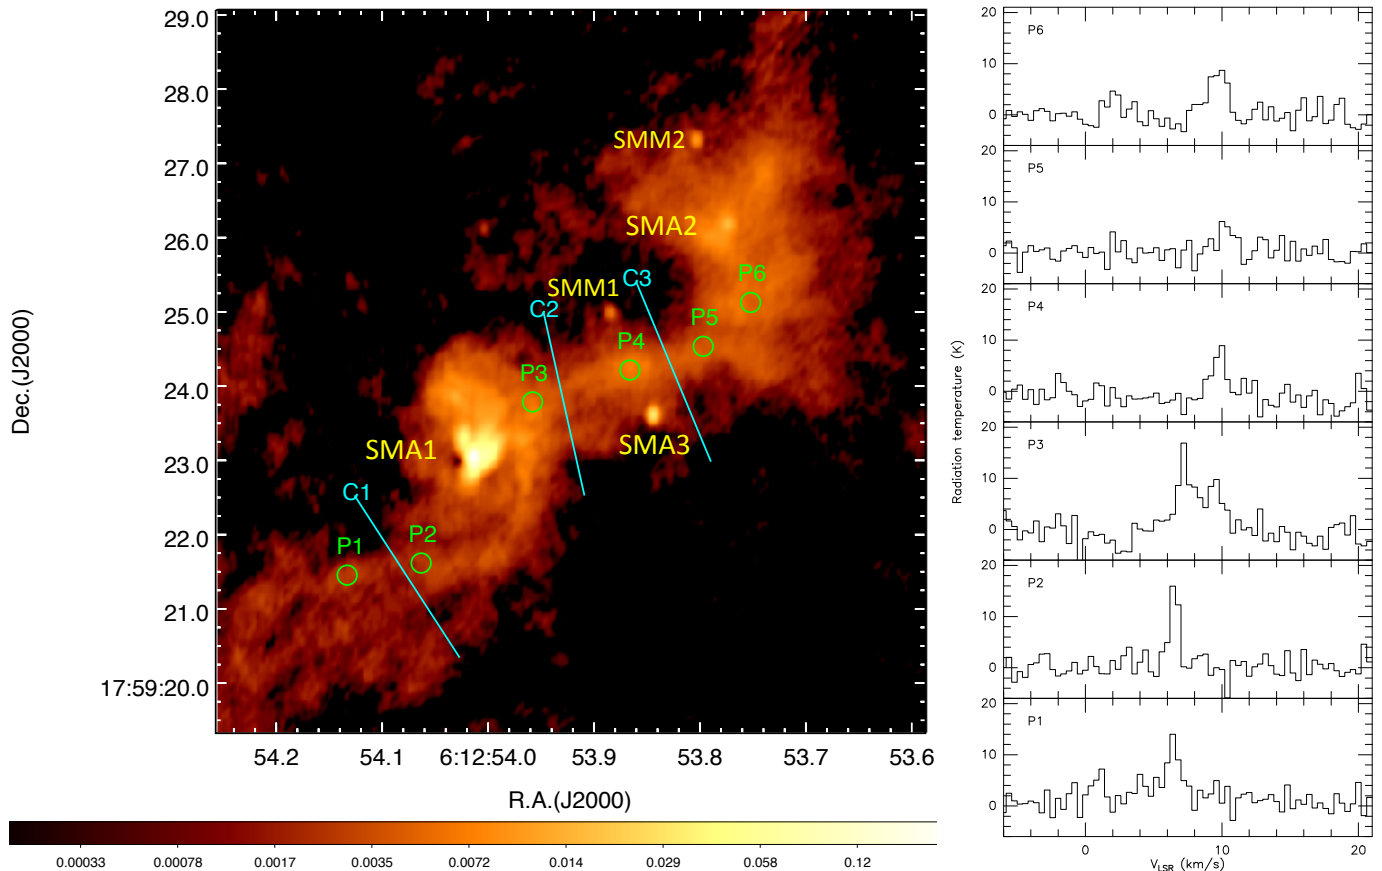 29.0
28.0
27.0
26.0
25.0
24.0
23.0
22.0
21.0
17:59:20.0
Dec.(J2000)
SMM2
SMA2
P6
C3
SMM1
C2
P5
P4
P3
SMA1
SMA3
C1
P2
P1
54.2 54.1 6:12:54.0 53.9 53.8 53.7 53.6
R.A.(J2000)
0.00033 0.00078 0.0017 0.0035 0.0072 0.014 0.029 0.058 0.12
Radiation temperature (K)
20
P6
10
0
20
P5
10
0
20
P4
10
0
20
P3
10
0
20
P2
10
0
20
P1
10
0
0 10 20
VLSR (km/s)